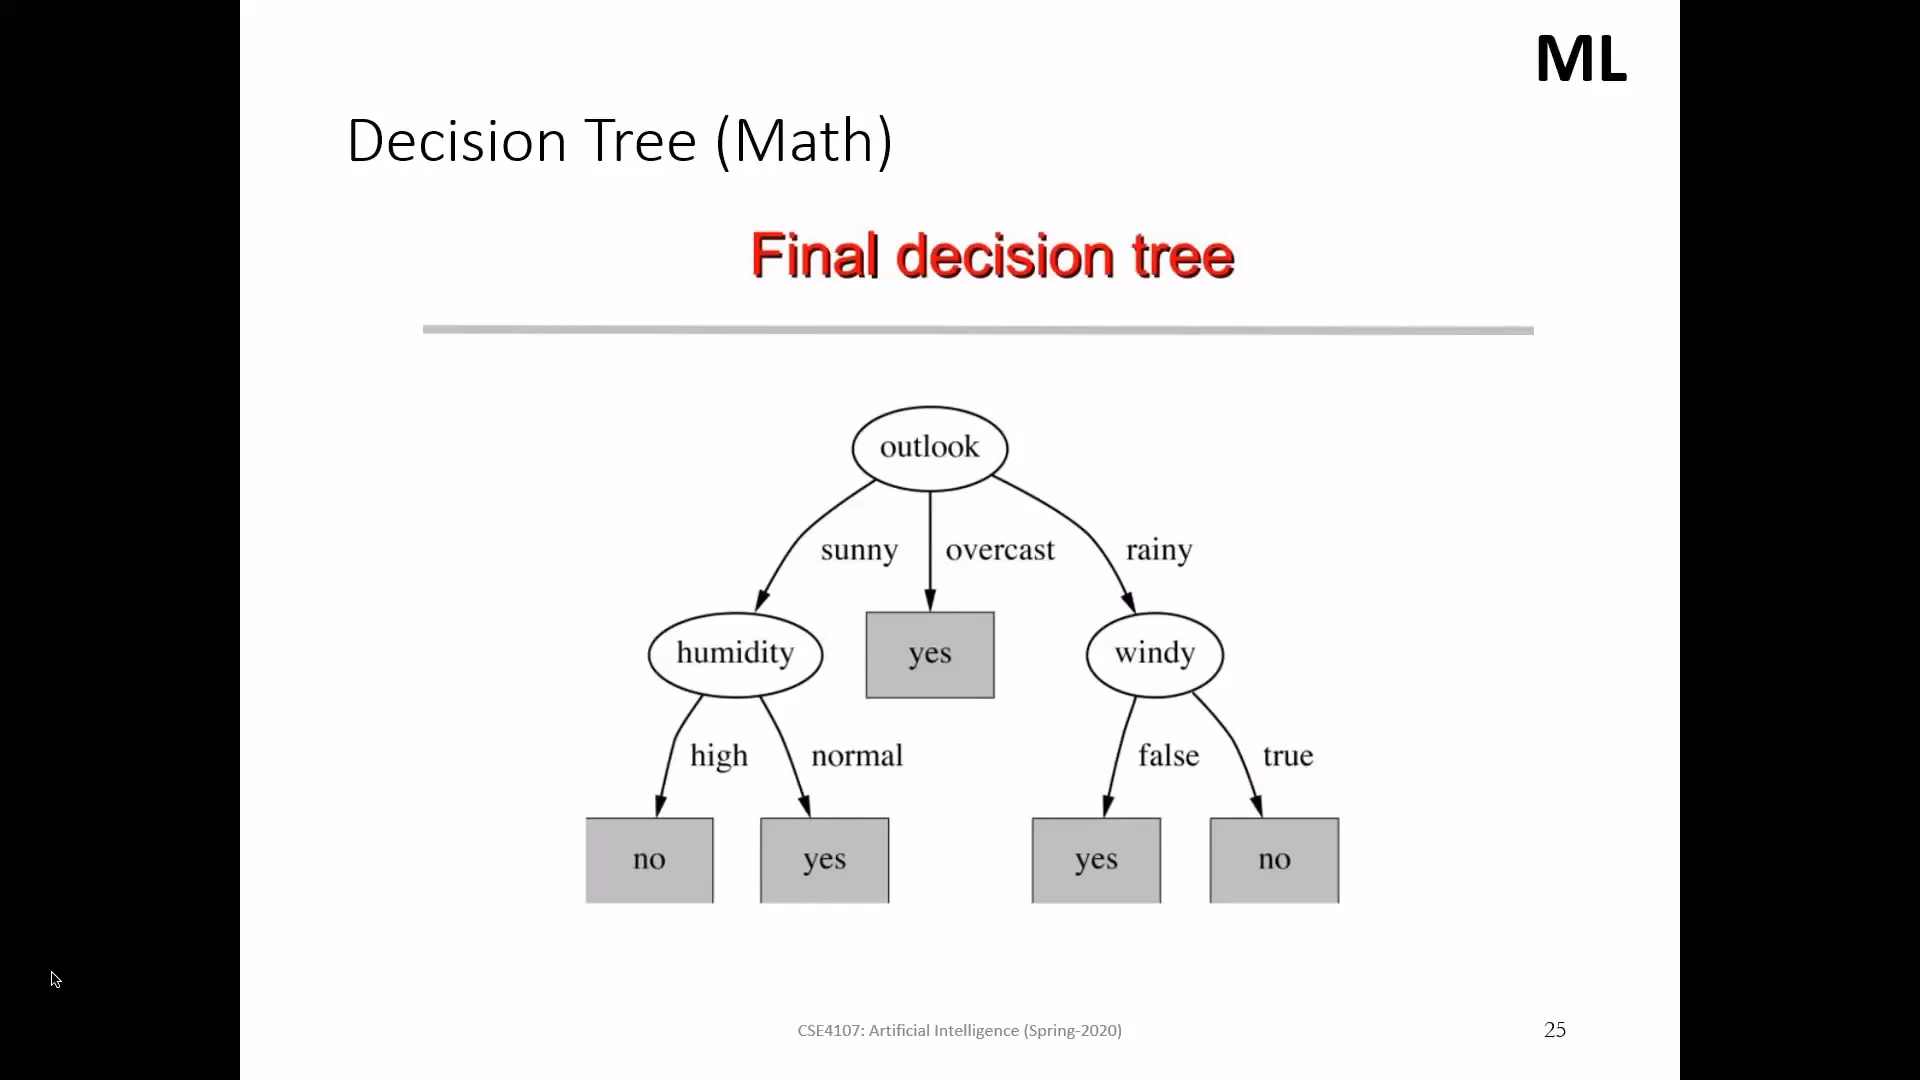 ML
Decision Tree (Math)
Final decision tree
outlook
sunny overcast rainy
humidity yes windy
high normal false true
no yes yes no
CSE4107: Artificial Intelligence (Spring-2020) 25